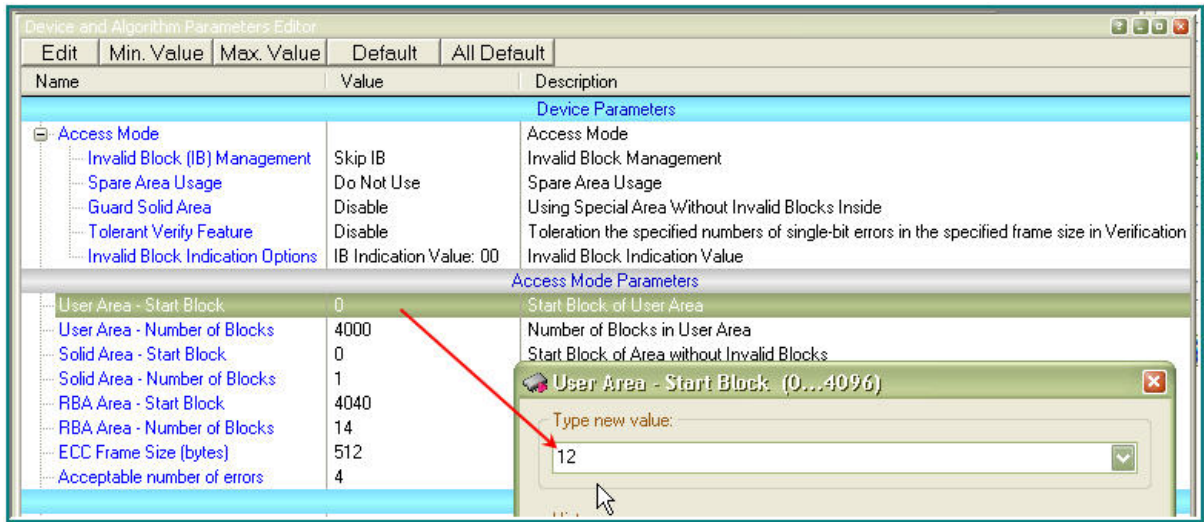 Device and Algorithm Parameters Editor
Edit Min. Value Max. Value Default All Default
Name Value Description
Device Parameters
Access Mode Access Mode
Invalid Block (IB) Management Skip IB Invalid Block Management
Spare Area Usage Do Not Use Spare Area Usage
Guard Solid Area Disable Using Special Area Without Invalid Blocks Inside
Tolerant Verify Feature Disable Toleration the specified numbers of single-bit errors in the specified frame size in Verification
Invalid Block Indication Options IB Indication Value: 00 Invalid Block Indication Value
Access Mode Parameters
User Area - Start Block 0 Start Block of User Area
User Area - Number of Blocks 4000 Number of Blocks in User Area
Solid Area - Start Block 0 Start Block of Area without Invalid Blocks
Solid Area - Number of Blocks 1
RBA Area - Start Block 4040
RBA Area - Number of Blocks 14
ECC Frame Size (bytes) 512
Acceptable number of errors 4
User Area - Start Block (0...4096)
Type new value:
12